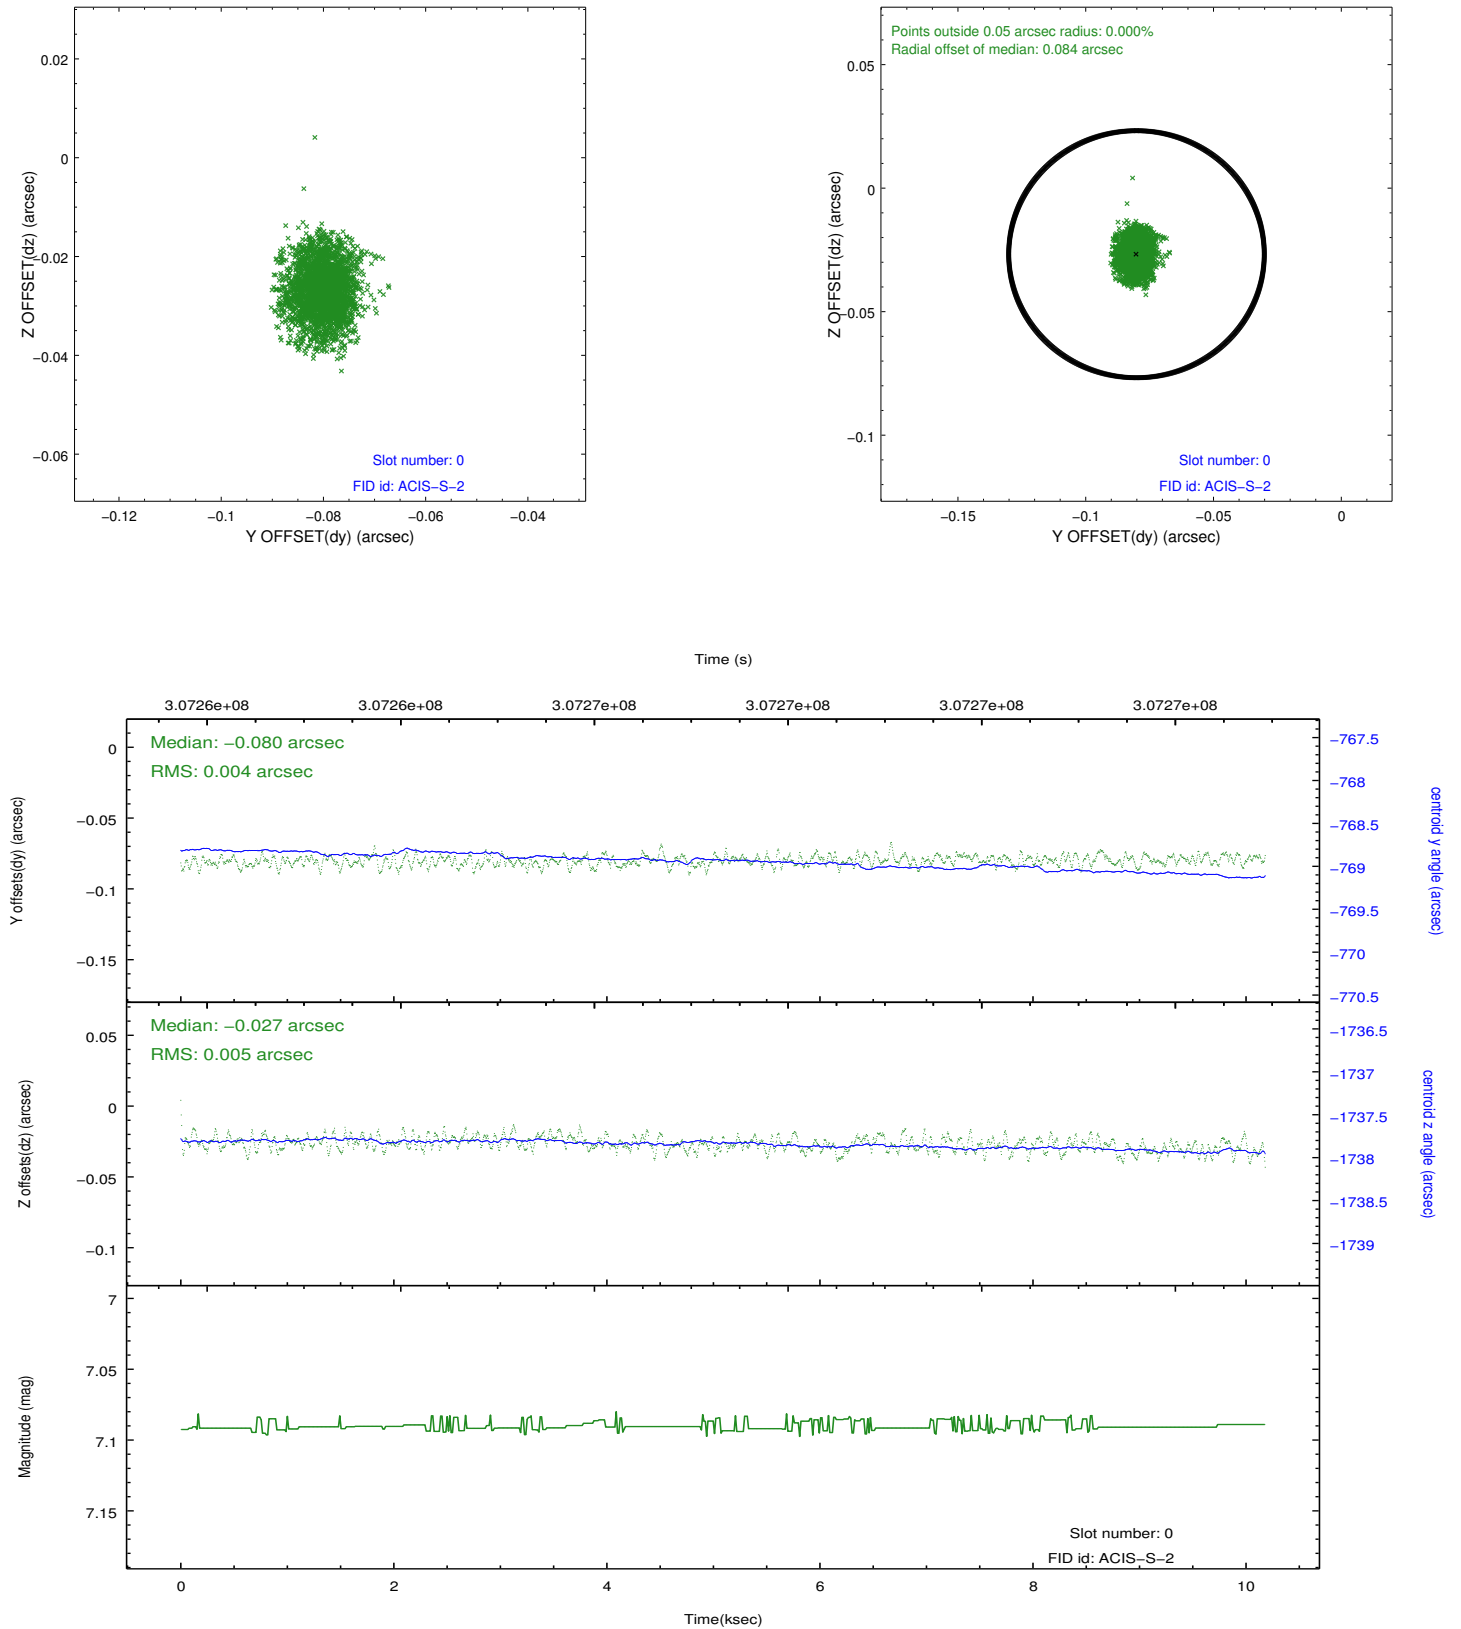 0.02
0
−0.02
−0.04
−0.06
Z OFFSET(dz) (arcsec)
Slot number: 0
FID id: ACIS−S−2
−0.12
−0.1
−0.08
−0.06
−0.04
Y OFFSET(dy) (arcsec)
Points outside 0.05 arcsec radius: 0.000%
Radial offset of median: 0.084 arcsec
0.05
0
−0.05
−0.1
Z OFFSET(dz) (arcsec)
Slot number: 0
FID id: ACIS−S−2
−0.15
−0.1
−0.05
0
Y OFFSET(dy) (arcsec)
Time (s)
3.0726e+08
3.0726e+08
3.0727e+08
3.0727e+08
3.0727e+08
3.0727e+08
Median: −0.080 arcsec
RMS: 0.004 arcsec
0
−0.05
−0.1
−0.15
Y offsets(dy) (arcsec)
−767.5
−768
−768.5
−769
−769.5
−770
−770.5
centroid y angle (arcsec)
Median: −0.027 arcsec
RMS: 0.005 arcsec
0.05
0
−0.05
−0.1
Z offsets(dz) (arcsec)
−1736.5
−1737
−1737.5
−1738
−1738.5
−1739
centroid z angle (arcsec)
7
7.05
7.1
7.15
Magnitude (mag)
Slot number: 0
FID id: ACIS−S−2
0
2
4
6
8
10
Time(ksec)